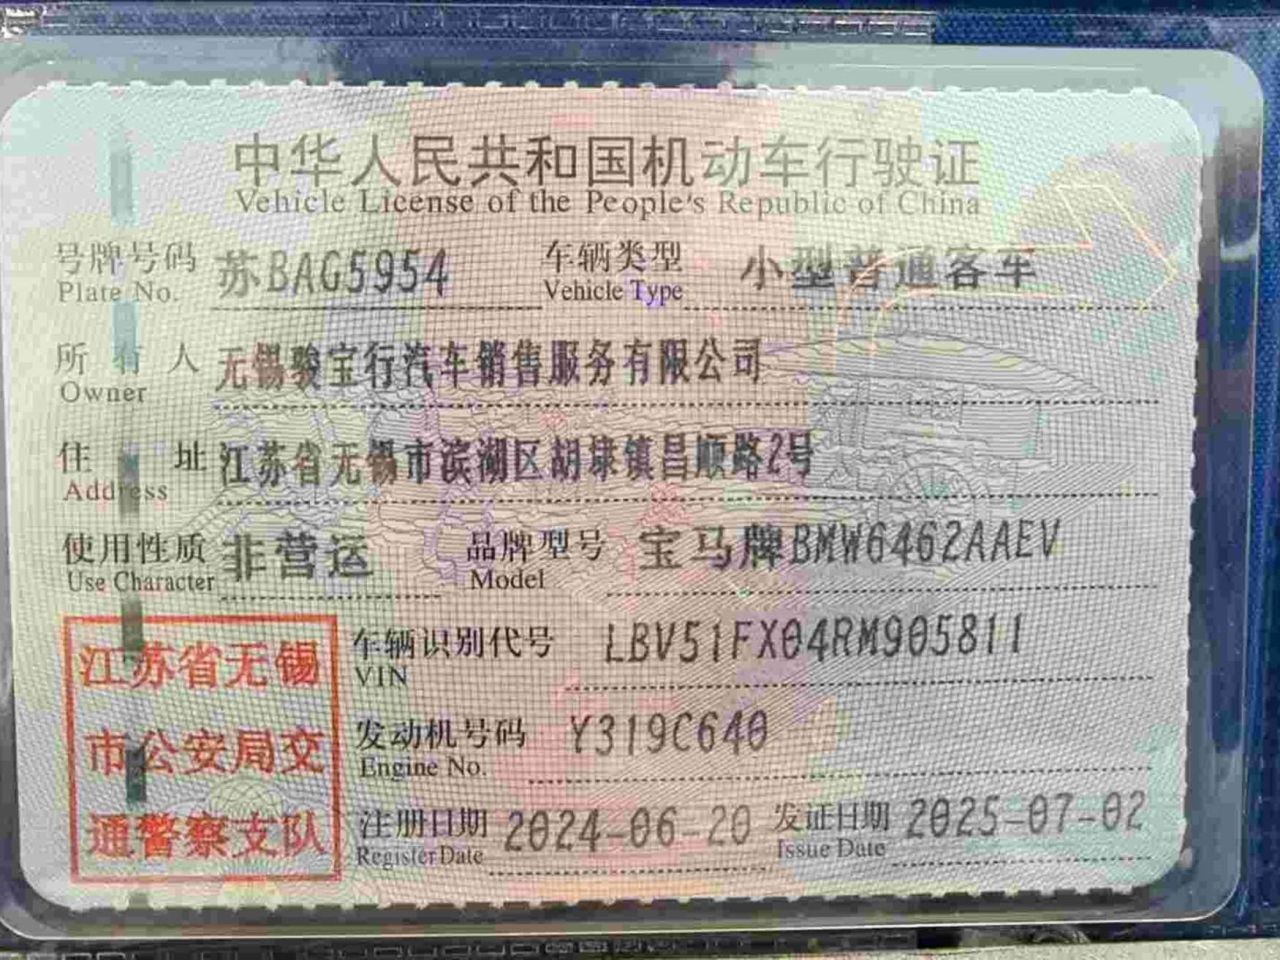 中华人民共和国机动车行驶证
Vehicle License of the People's Republic of China
号牌号码 苏BAG5954 车辆类型 小型普通客车
Plate No. Vehicle Type
所有人 无锡骏宝行汽车销售服务有限公司
Owner
住址 江苏省无锡市滨湖区胡埭镇昌顺路2号
Address
使用性质 非营运 品牌型号 宝马牌BMW6462AAEV
Use Character Model
江苏省无锡
市公安局交
通警察支队
车辆识别代号 LBV51FX04RM905811
VIN
发动机号码 Y319C640
Engine No.
注册日期 2024-06-20 发证日期 2025-07-02
Register Date Issue Date